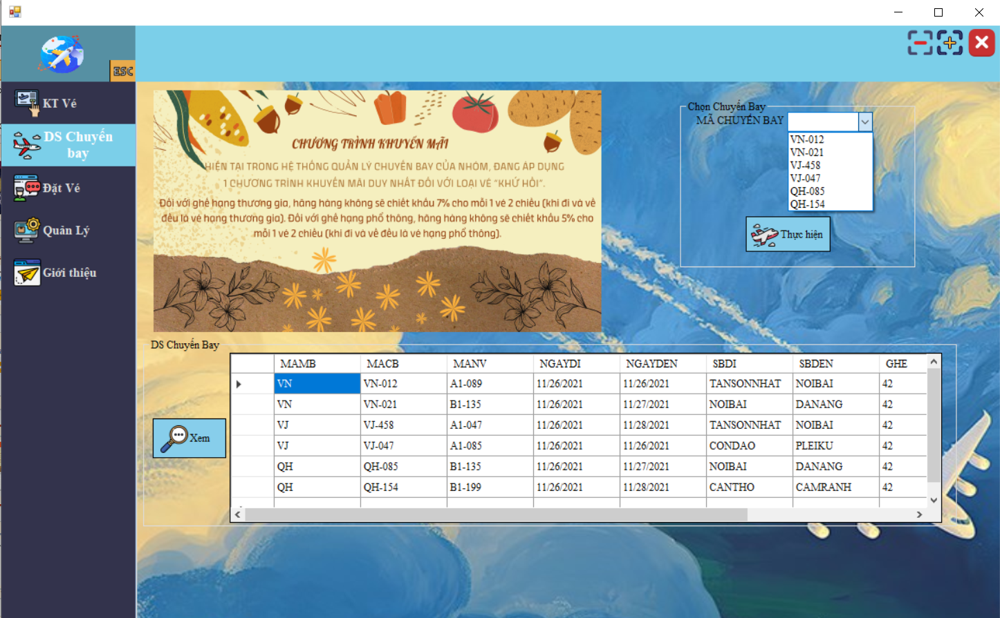 ESC
KT Vé
DS Chuyến
bay
Đặt Vé
Quản Lý
Giới thiệu
CHƯƠNG TRÌNH KHUYẾN MÃI
HIỆN TẠI TRONG HỆ THỐNG QUẢN LÝ CHUYẾN BAY CỦA NHÓM, ĐANG ÁP DỤNG
1 CHƯƠNG TRÌNH KHUYẾN MÃI DUY NHẤT ĐỐI VỚI LOẠI VÉ "KHỨ HỒI".
Đối với ghế hạng thương gia, hãng hàng không sẽ chiết khấu 7% cho mỗi 1 vé 2 chiều (khi đi và về
đều là vé hạng thương gia). Đối với ghế hạng phổ thông, hãng hàng không sẽ chiết khấu 5% cho
mỗi 1 vé 2 chiều (khi đi và về đều là vé hạng phổ thông).
Chọn Chuyến Bay
MÃ CHUYẾN BAY
VN-012
VN-021
VJ-458
VJ-047
QH-085
QH-154
Thực hiện
DS Chuyến Bay
Xem
MAMB MACB MANV NGAYDI NGAYDEN SBDI SBDEN GHE
VN VN-012 A1-089 11/26/2021 11/26/2021 TANSONNHAT NOIBAI 42
VN VN-021 B1-135 11/26/2021 11/27/2021 NOIBAI DANANG 42
VJ VJ-458 A1-047 11/26/2021 11/28/2021 TANSONNHAT NOIBAI 42
VJ VJ-047 A1-085 11/26/2021 11/26/2021 CONDAO PLEIKU 42
QH QH-085 B1-135 11/26/2021 11/27/2021 NOIBAI DANANG 42
QH QH-154 B1-199 11/26/2021 11/28/2021 CANTHO CAMRANH 42